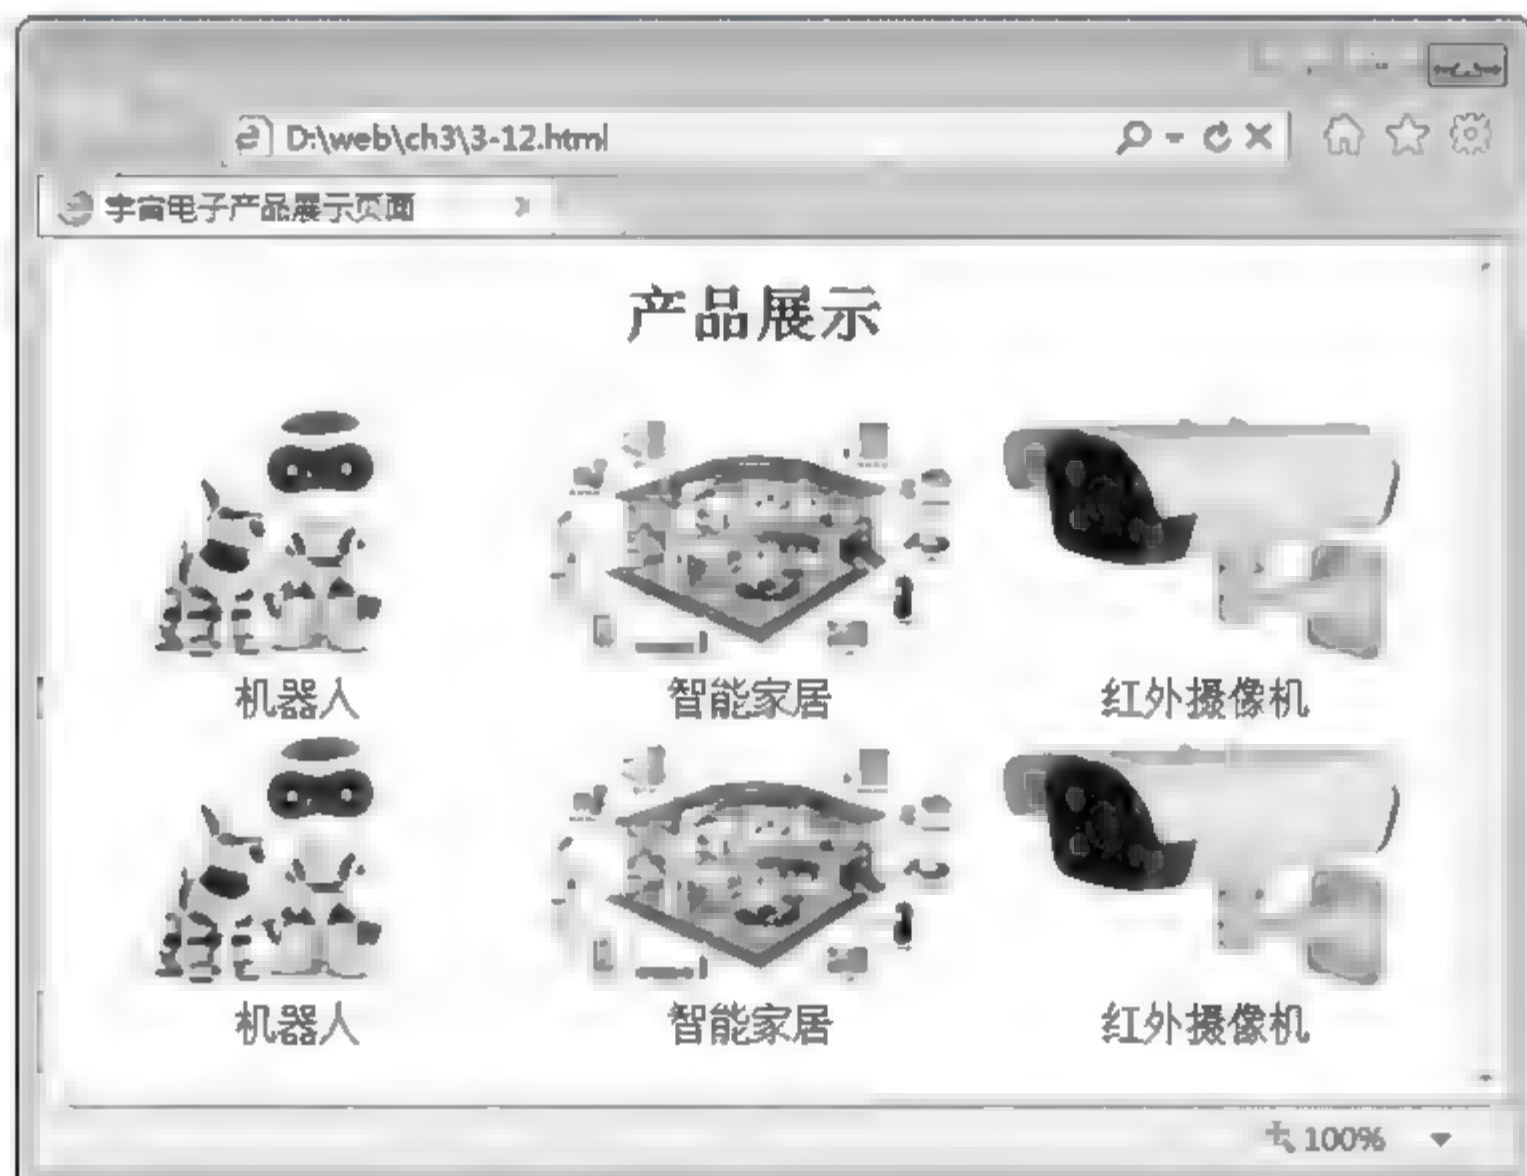 D:\web\ch3\3-12.html
宇宙电子产品展示页面
产品展示
机器人 智能家居 红外摄像机
机器人 智能家居 红外摄像机
100%